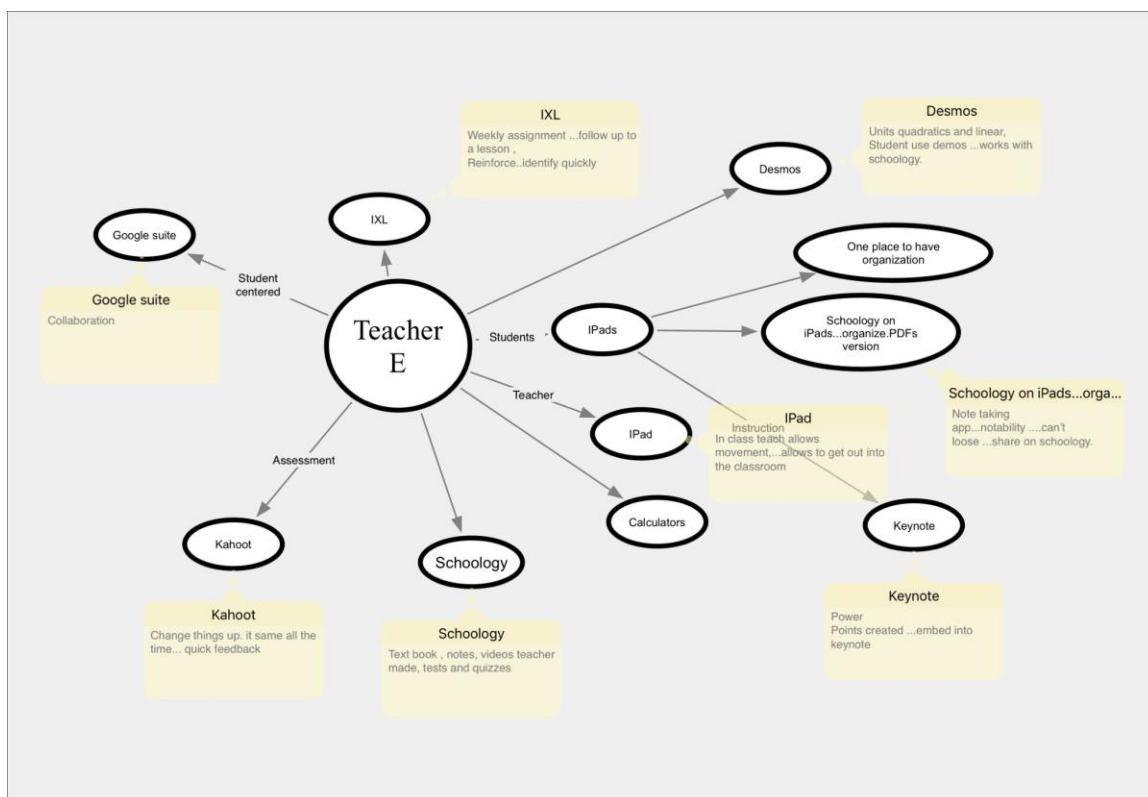 IXL
Weekly assignment ...follow up to
a lesson ,
Reinforce..identify quickly
Desmos
Units quadratics and linear,
Student use demos ...works with
schoology.
Desmos
IXL
Google suite
Student
centered
Google suite
Collaboration
Teacher
E
Students
IPads
One place to have
organization
Schoology on
iPads...organize.PDFs
version
Schoology on iPads...orga...
Note taking
app...notability ....can't
loose ...share on schoology.
Teacher
IPad
IPad
Instruction
In class teach allows
movement,...allows to get out into
the classroom
Assessment
Calculators
Keynote
Kahoot
Schoology
Keynote
Power
Points created ...embed into
keynote
Kahoot
Change things up. it same all the
time... quick feedback
Schoology
Text book , notes, videos teacher
made, tests and quizzes